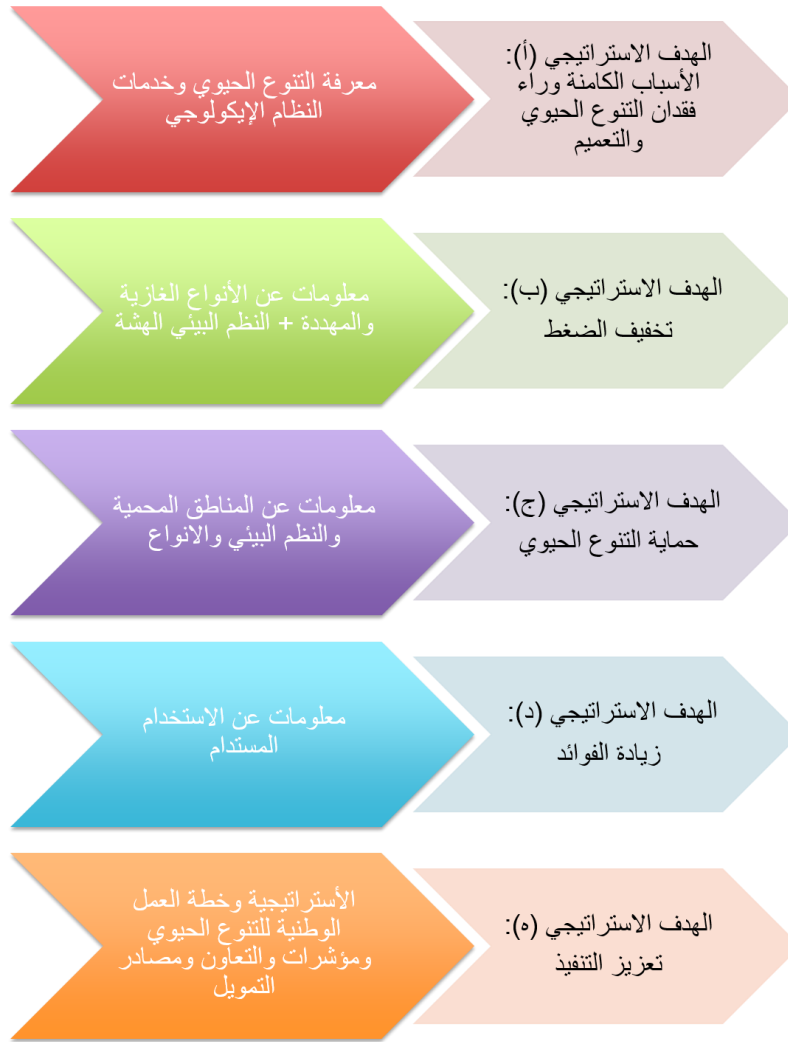 معرفة التنوع الحيوي وخدمات
النظام الإيكولوجي
الهدف الاستراتيجي (أ):
الأسباب الكامنة وراء
فقدان التنوع الحيوي
والتعميم
معلومات عن الأنواع الغازية
والمهددة + النظم البيئي الهشة
الهدف الاستراتيجي (ب):
تخفيف الضغط
معلومات عن المناطق المحمية
والنظم البيئي والانواع
الهدف الاستراتيجي (ج):
حماية التنوع الحيوي
معلومات عن الاستخدام
المستدام
الهدف الاستراتيجي (د):
زيادة الفوائد
الأستراتيجية وخطة العمل
الوطنية للتنوع الحيوي
ومؤشرات والتعاون ومصادر
التمويل
الهدف الاستراتيجي (ه):
تعزيز التنفيذ